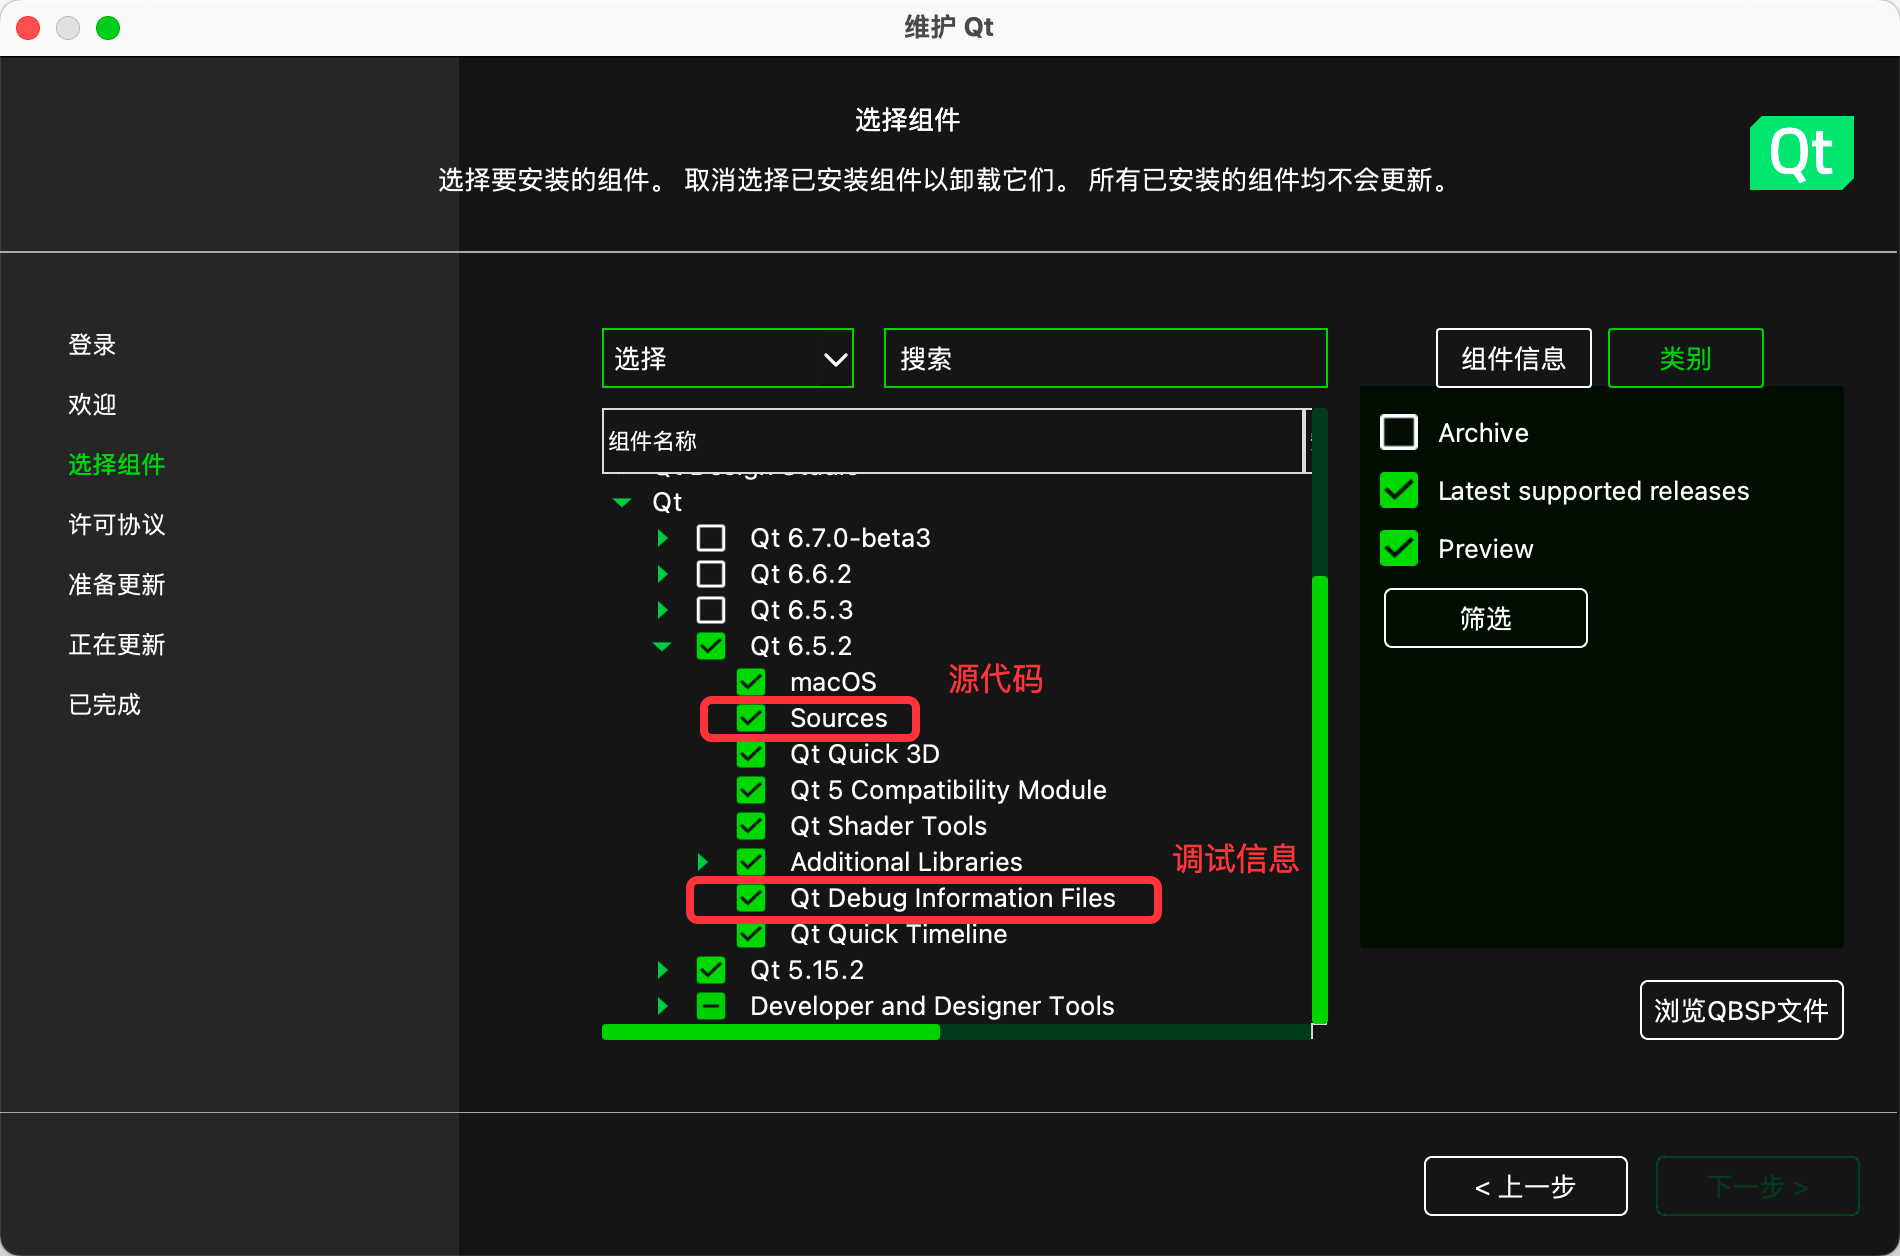 维护 Qt
选择组件
选择要安装的组件。 取消选择已安装组件以卸载它们。 所有已安装的组件均不会更新。
Qt
登录
欢迎
选择组件
许可协议
准备更新
正在更新
已完成
选择
搜索
组件信息
类别
组件名称
Qt Design Studio
Qt
Qt 6.7.0-beta3
Qt 6.6.2
Qt 6.5.3
Qt 6.5.2
macOS
源代码
Sources
Qt Quick 3D
Qt 5 Compatibility Module
Qt Shader Tools
Additional Libraries
调试信息
Qt Debug Information Files
Qt Quick Timeline
Qt 5.15.2
Developer and Designer Tools
Archive
Latest supported releases
Preview
筛选
浏览QBSP文件
< 上一步
下一步 >